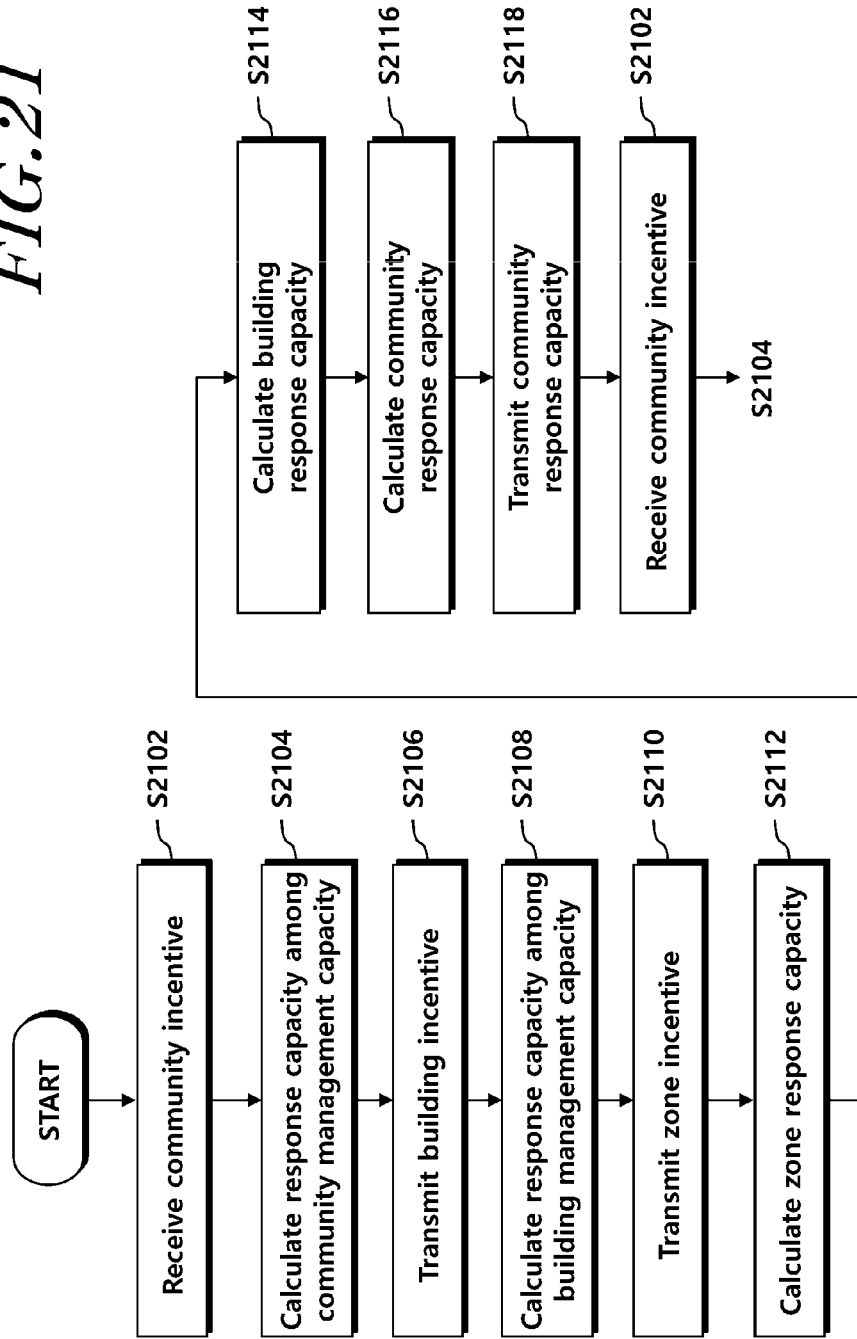 FIG.21
START
Receive community incentive
S2102
Calculate response capacity among
community management capacity
S2104
Transmit building incentive
S2106
Calculate response capacity among
building management capacity
S2108
Transmit zone incentive
S2110
Calculate zone response capacity
S2112
Calculate building
response capacity
S2114
Calculate community
response capacity
S2116
Transmit community
response capacity
S2118
Receive community incentive
S2102
S2104